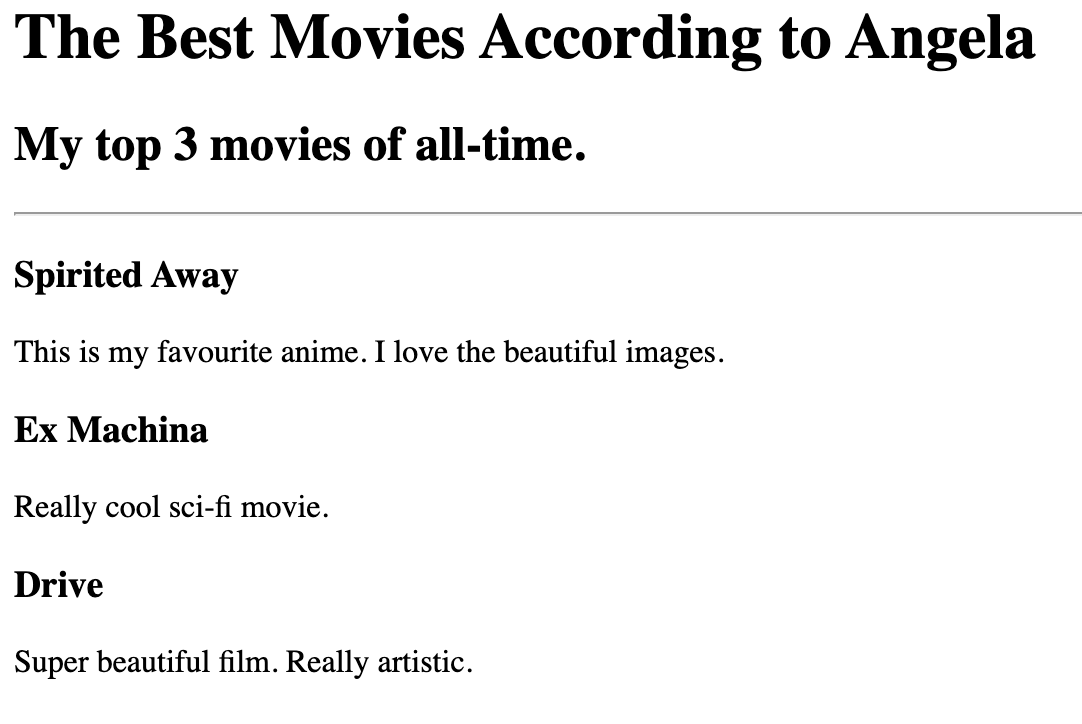 The Best Movies According to Angela
My top 3 movies of all-time.
Spirited Away
This is my favourite anime. I love the beautiful images.
Ex Machina
Really cool sci-fi movie.
Drive
Super beautiful film. Really artistic.